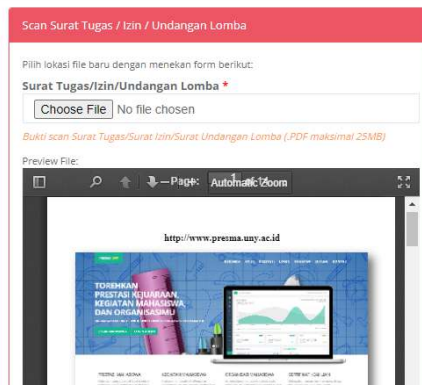 Scan Surat Tugas / Izin / Undangan Lomba
Pilih lokasi file baru dengan menekan form berikut:
Surat Tugas/Izin/Undangan Lomba *
Choose File No file chosen
Bukti scan Surat Tugas/Surat Izin/Surat Undangan Lomba (.PDF maksimal 25MB)
Preview File:
Page: 1 Automatic Zoom
http://www.presma.uny.ac.id
TOREHKAN
PRESTASI KEJUARAAN,
KEGIATAN MAHASISWA,
DAN ORGANISASIMU